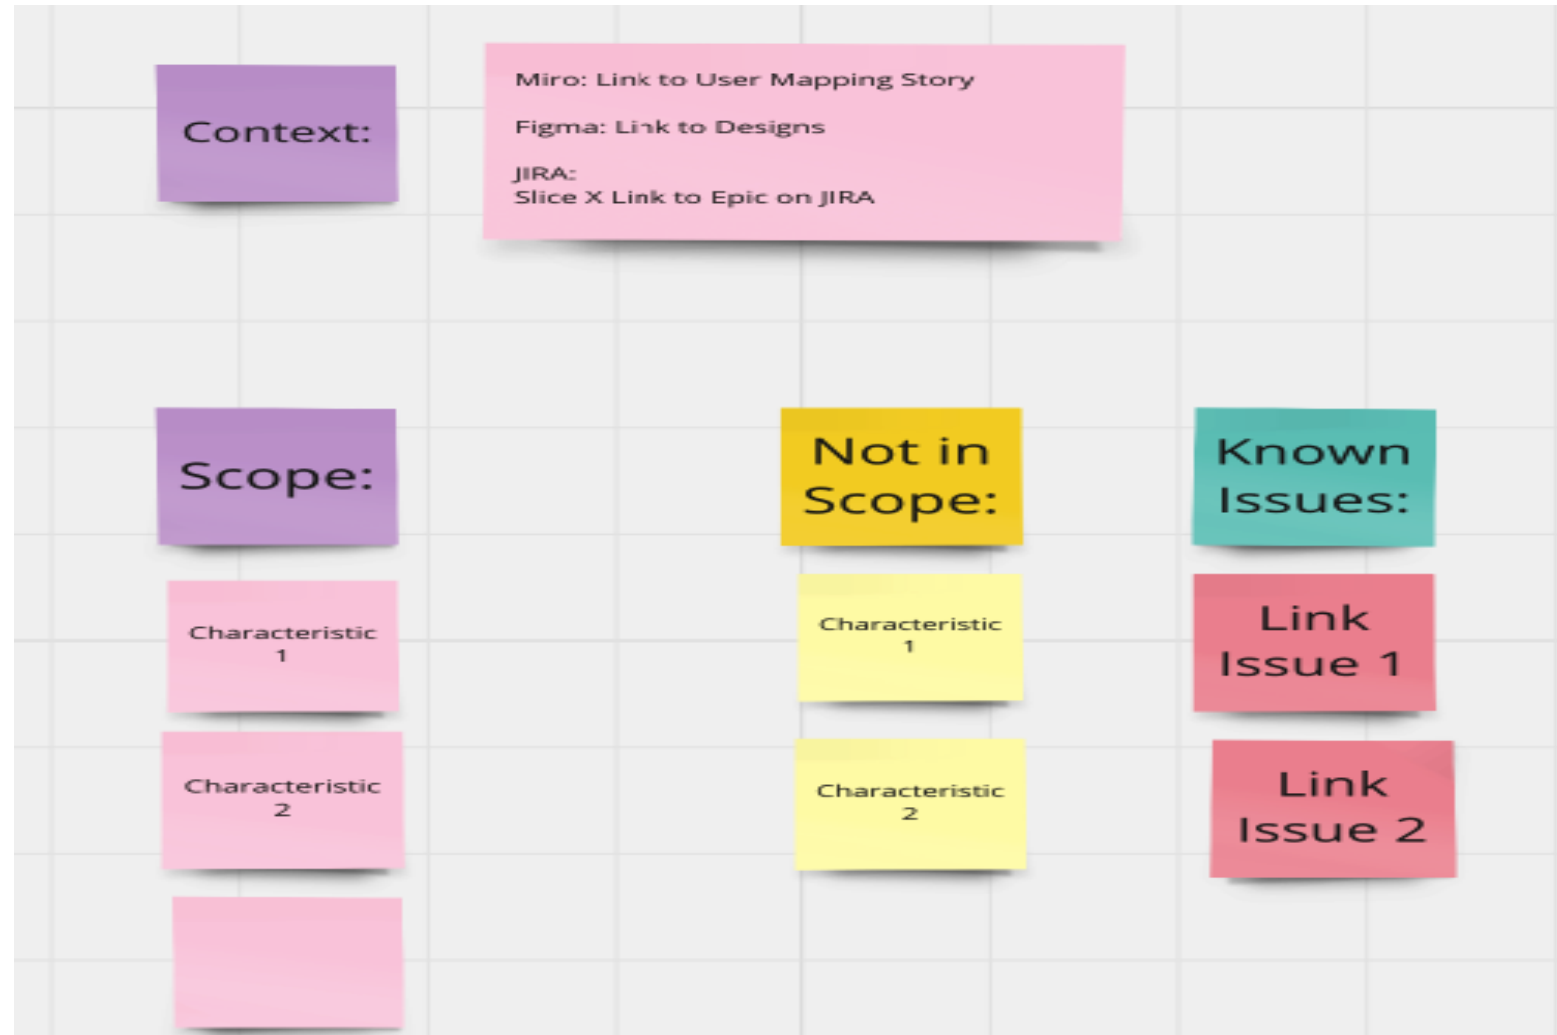 Context:
Miro: Link to User Mapping Story
Figma: Link to Designs
JIRA:
Slice X Link to Epic on JIRA
Scope:
Not in
Scope:
Known
Issues:
Characteristic
1
Characteristic
1
Link
Issue 1
Characteristic
2
Characteristic
2
Link
Issue 2